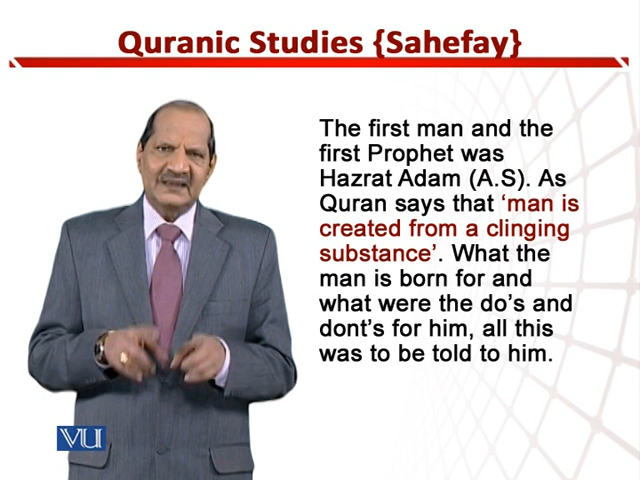 Quranic Studies {Sahefay}
The first man and the
first Prophet was
Hazrat Adam (A.S). As
Quran says that ‘man is
created from a clinging
substance’. What the
man is born for and
what were the do’s and
dont’s for him, all this
was to be told to him.
VU